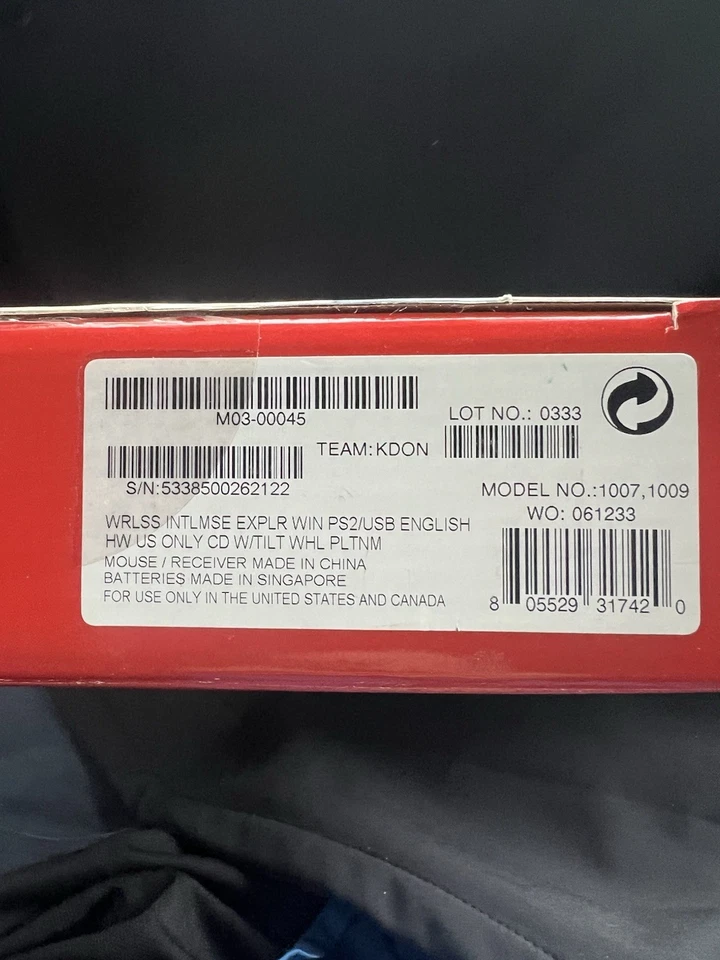 M03-00045
LOT NO.: 0333
TEAM:KDON
S/N:5338500262122
MODEL NO.:1007,1009
WO: 061233
WRLSS INTLMSE EXPLR WIN PS2/USB ENGLISH
HW US ONLY CD W/TILT WHL PLTNM
MOUSE / RECEIVER MADE IN CHINA
BATTERIES MADE IN SINGAPORE
FOR USE ONLY IN THE UNITED STATES AND CANADA
8 05529 31742 0